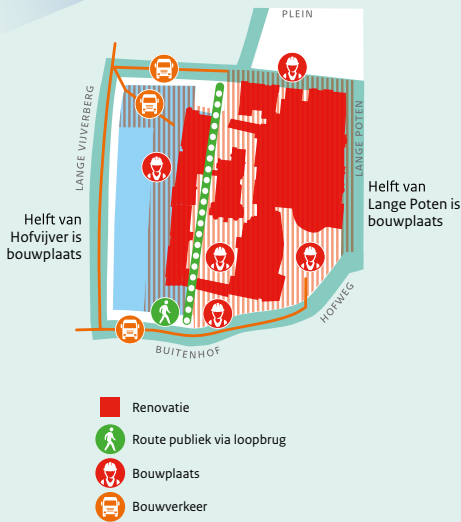 PLEIN
LANGE VIJVERBERG
LANGE POTEN
Helft van
Lange Poten is
bouwplaats
Helft van
Hofvijver is
bouwplaats
HOFWEG
BUITENHOF
Renovatie
Route publiek via loopbrug
Bouwplaats
Bouwverkeer